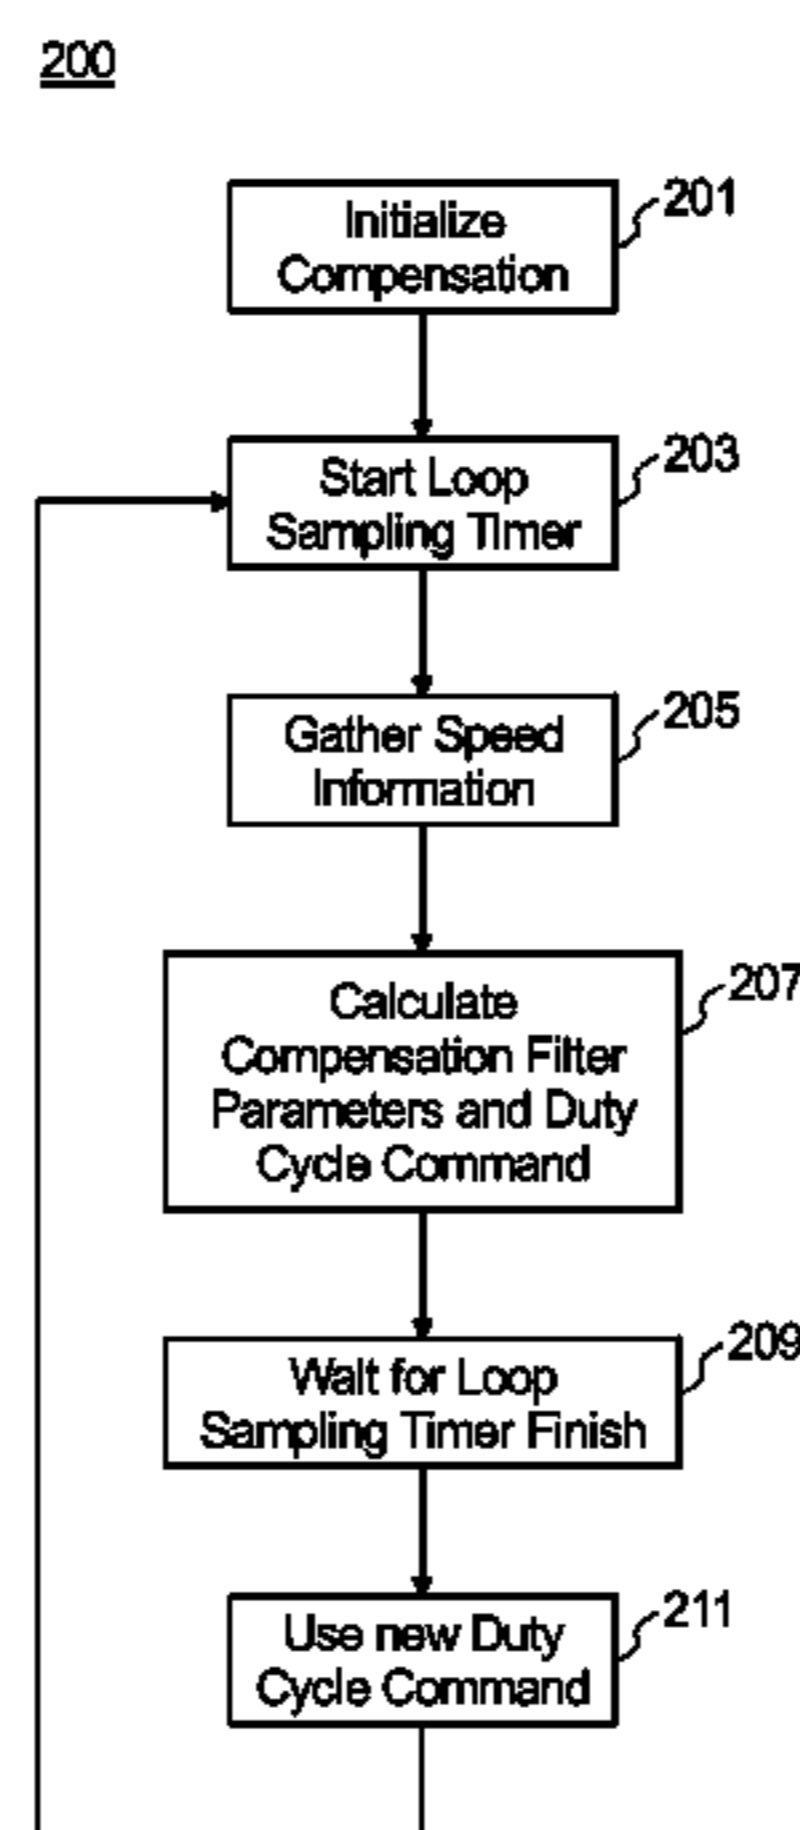 200
201
Initialize
Compensation
203
Start Loop
Sampling Timer
205
Gather Speed
Information
207
Calculate
Compensation Filter
Parameters and Duty
Cycle Command
209
Wait for Loop
Sampling Timer Finish
211
Use new Duty
Cycle Command